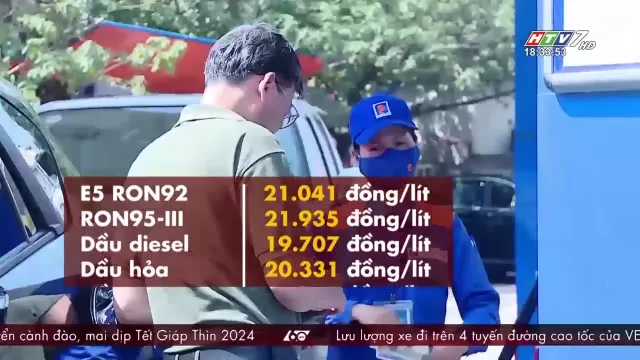 HTV7 HD
18:33:53
E5 RON92 21.041 đồng/lít
RON95-III 21.935 đồng/lít
Dầu diesel 19.707 đồng/lít
Dầu hỏa 20.331 đồng/lít
cành đào, mai dịp Tết Giáp Thìn 2024 60 Lưu lượng xe đi trên 4 tuyến đường cao tốc của